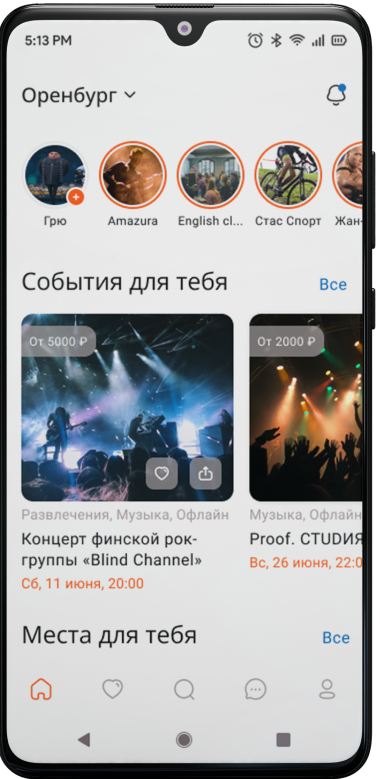 5:13 PM
Оренбург
Грю
Amazura
English cl...
Стас Спорт
Жан-
События для тебя
Все
От 5000 ₽
От 2000 ₽
Развлечения, Музыка, Офлайн
Музыка, Офлайн
Концерт финской рок-
группы «Blind Channel»
Сб, 11 июня, 20:00
Proof. СТUDИЯ
Вс, 26 июня, 22:0
Места для тебя
Все